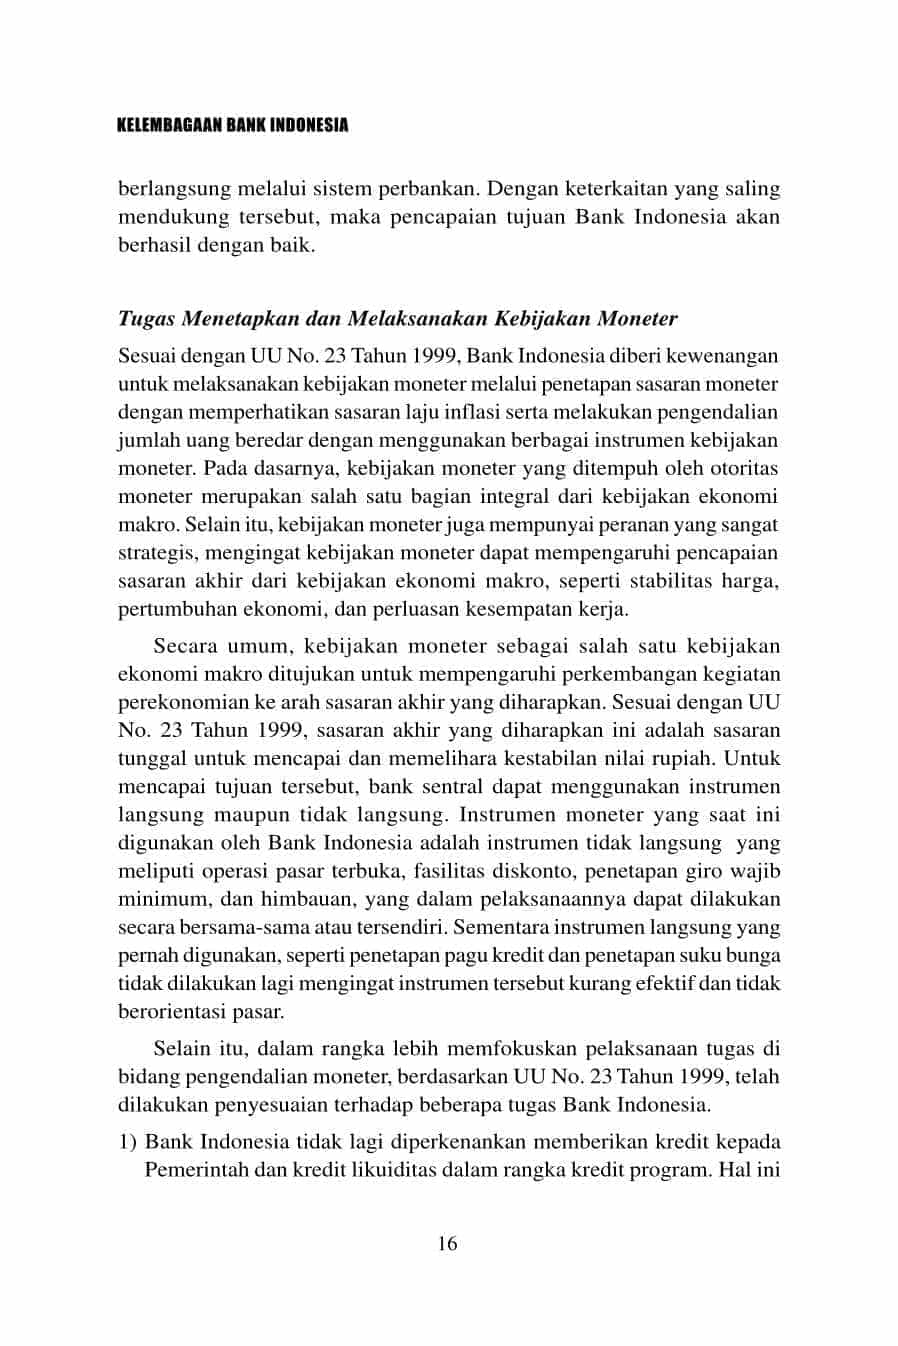 KELEMBAGAAN BANK INDONESIA
berlangsung melalui sistem perbankan. Dengan keterkaitan yang saling
mendukung tersebut, maka pencapaian tujuan Bank Indonesia akan
berhasil dengan baik.
Tugas Menetapkan dan Melaksanakan Kebijakan Moneter
Sesuai dengan UU No. 23 Tahun 1999, Bank Indonesia diberi kewenangan
untuk melaksanakan kebijakan moneter melalui penetapan sasaran moneter
dengan memperhatikan sasaran laju inflasi serta melakukan pengendalian
jumlah uang beredar dengan menggunakan berbagai instrumen kebijakan
moneter. Pada dasarnya, kebijakan moneter yang ditempuh oleh otoritas
moneter merupakan salah satu bagian integral dari kebijakan ekonomi
makro. Selain itu, kebijakan moneter juga mempunyai peranan yang sangat
strategis, mengingat kebijakan moneter dapat mempengaruhi pencapaian
sasaran akhir dari kebijakan ekonomi makro, seperti stabilitas harga,
pertumbuhan ekonomi, dan perluasan kesempatan kerja.
Secara umum, kebijakan moneter sebagai salah satu kebijakan
ekonomi makro ditujukan untuk mempengaruhi perkembangan kegiatan
perekonomian ke arah sasaran akhir yang diharapkan. Sesuai dengan UU
No. 23 Tahun 1999, sasaran akhir yang diharapkan ini adalah sasaran
tunggal untuk mencapai dan memelihara kestabilan nilai rupiah. Untuk
mencapai tujuan tersebut, bank sentral dapat menggunakan instrumen
langsung maupun tidak langsung. Instrumen moneter yang saat ini
digunakan oleh Bank Indonesia adalah instrumen tidak langsung yang
meliputi operasi pasar terbuka, fasilitas diskonto, penetapan giro wajib
minimum, dan himbauan, yang dalam pelaksanaannya dapat dilakukan
secara bersama-sama atau tersendiri. Sementara instrumen langsung yang
pernah digunakan, seperti penetapan pagu kredit dan penetapan suku bunga
tidak dilakukan lagi mengingat instrumen tersebut kurang efektif dan tidak
berorientasi pasar.
Selain itu, dalam rangka lebih memfokuskan pelaksanaan tugas di
bidang pengendalian moneter, berdasarkan UU No. 23 Tahun 1999, telah
dilakukan penyesuaian terhadap beberapa tugas Bank Indonesia.
1) Bank Indonesia tidak lagi diperkenankan memberikan kredit kepada
Pemerintah dan kredit likuiditas dalam rangka kredit program. Hal ini
16